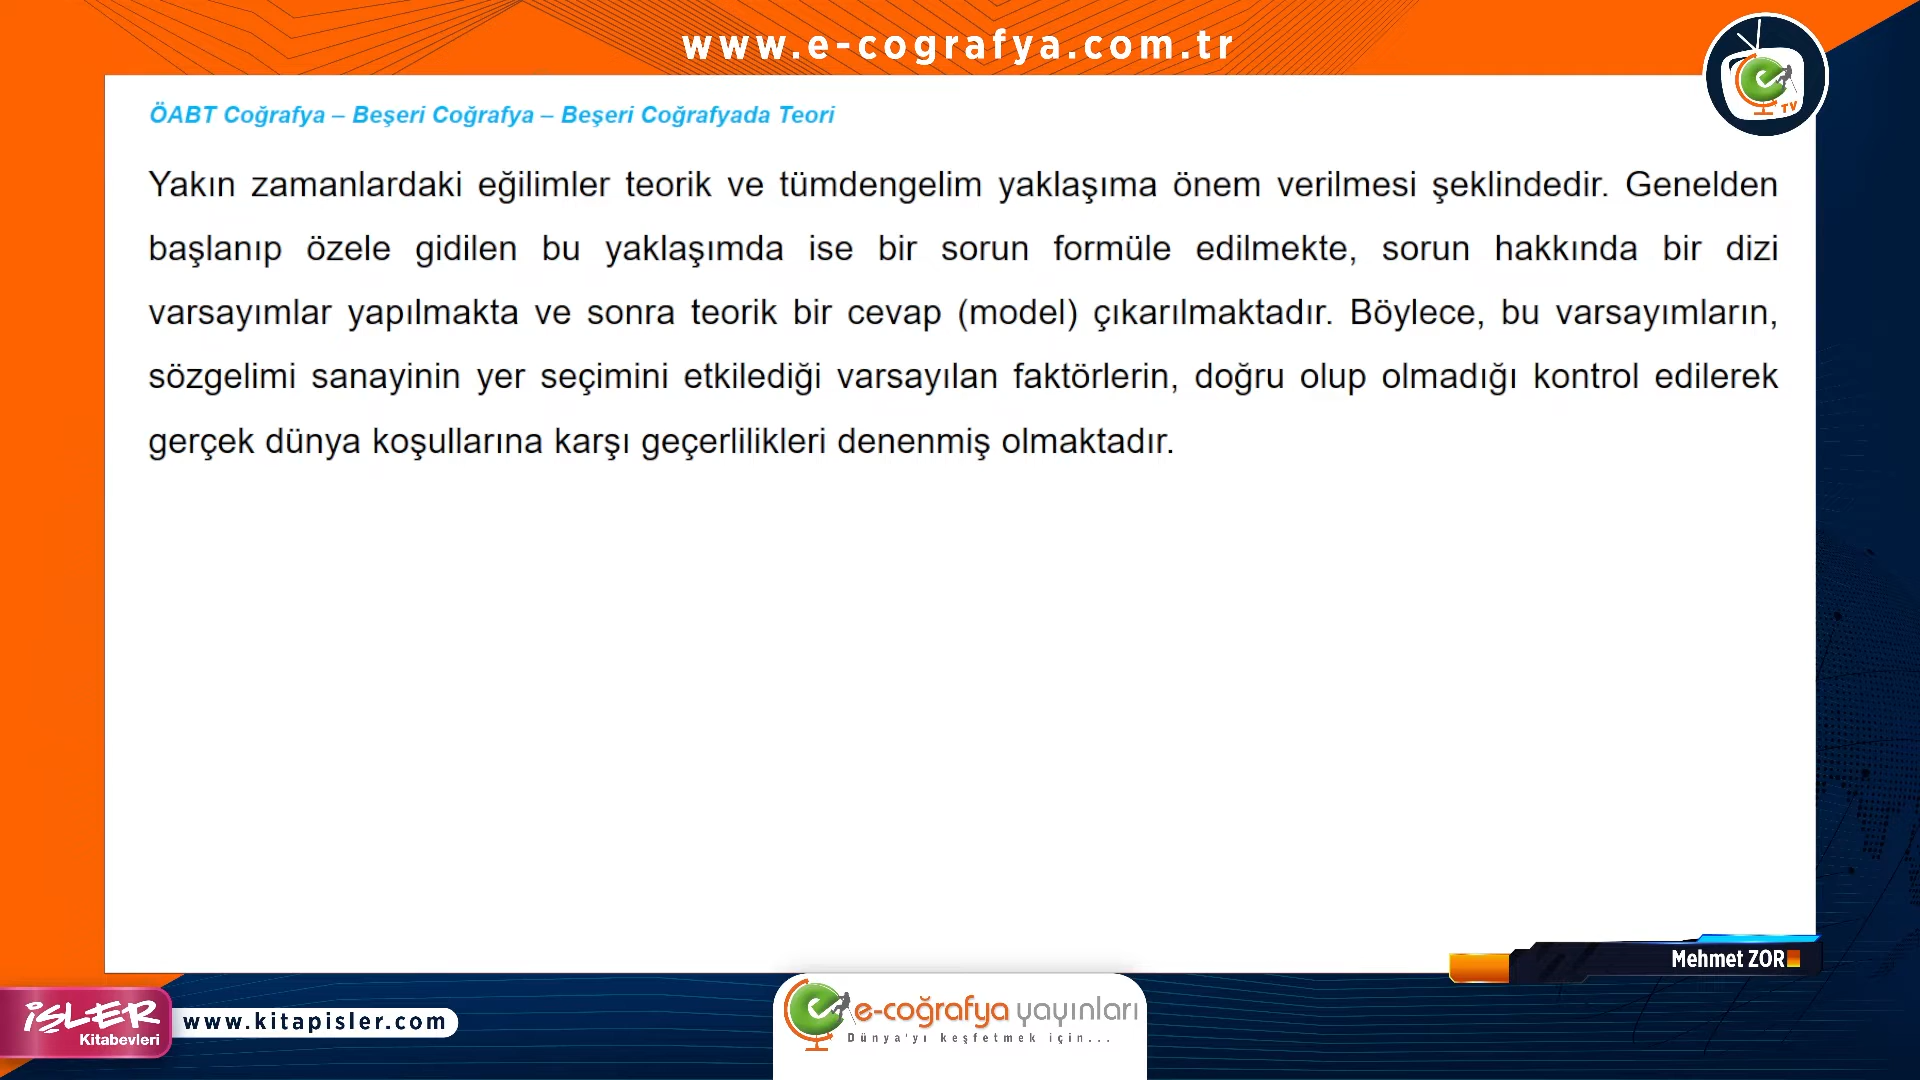 www.e-cografya.com.tr
TV
ÖABT Coğrafya – Beşeri Coğrafya – Beşeri Coğrafyada Teori
Yakın zamanlardaki eğilimler teorik ve tümdengelim yaklaşıma önem verilmesi şeklindedir. Genelden
başlanıp özele gidilen bu yaklaşımda ise bir sorun formüle edilmekte, sorun hakkında bir dizi
varsayımlar yapılmakta ve sonra teorik bir cevap (model) çıkarılmaktadır. Böylece, bu varsayımların,
sözgelimi sanayinin yer seçimini etkilediği varsayılan faktörlerin, doğru olup olmadığı kontrol edilerek
gerçek dünya koşullarına karşı geçerlilikleri denenmiş olmaktadır.
Mehmet ZOR
İŞLER
Kitabevleri
www.kitapisler.com
e-coğrafya yayınları
Dünya'yı keşfetmek için...